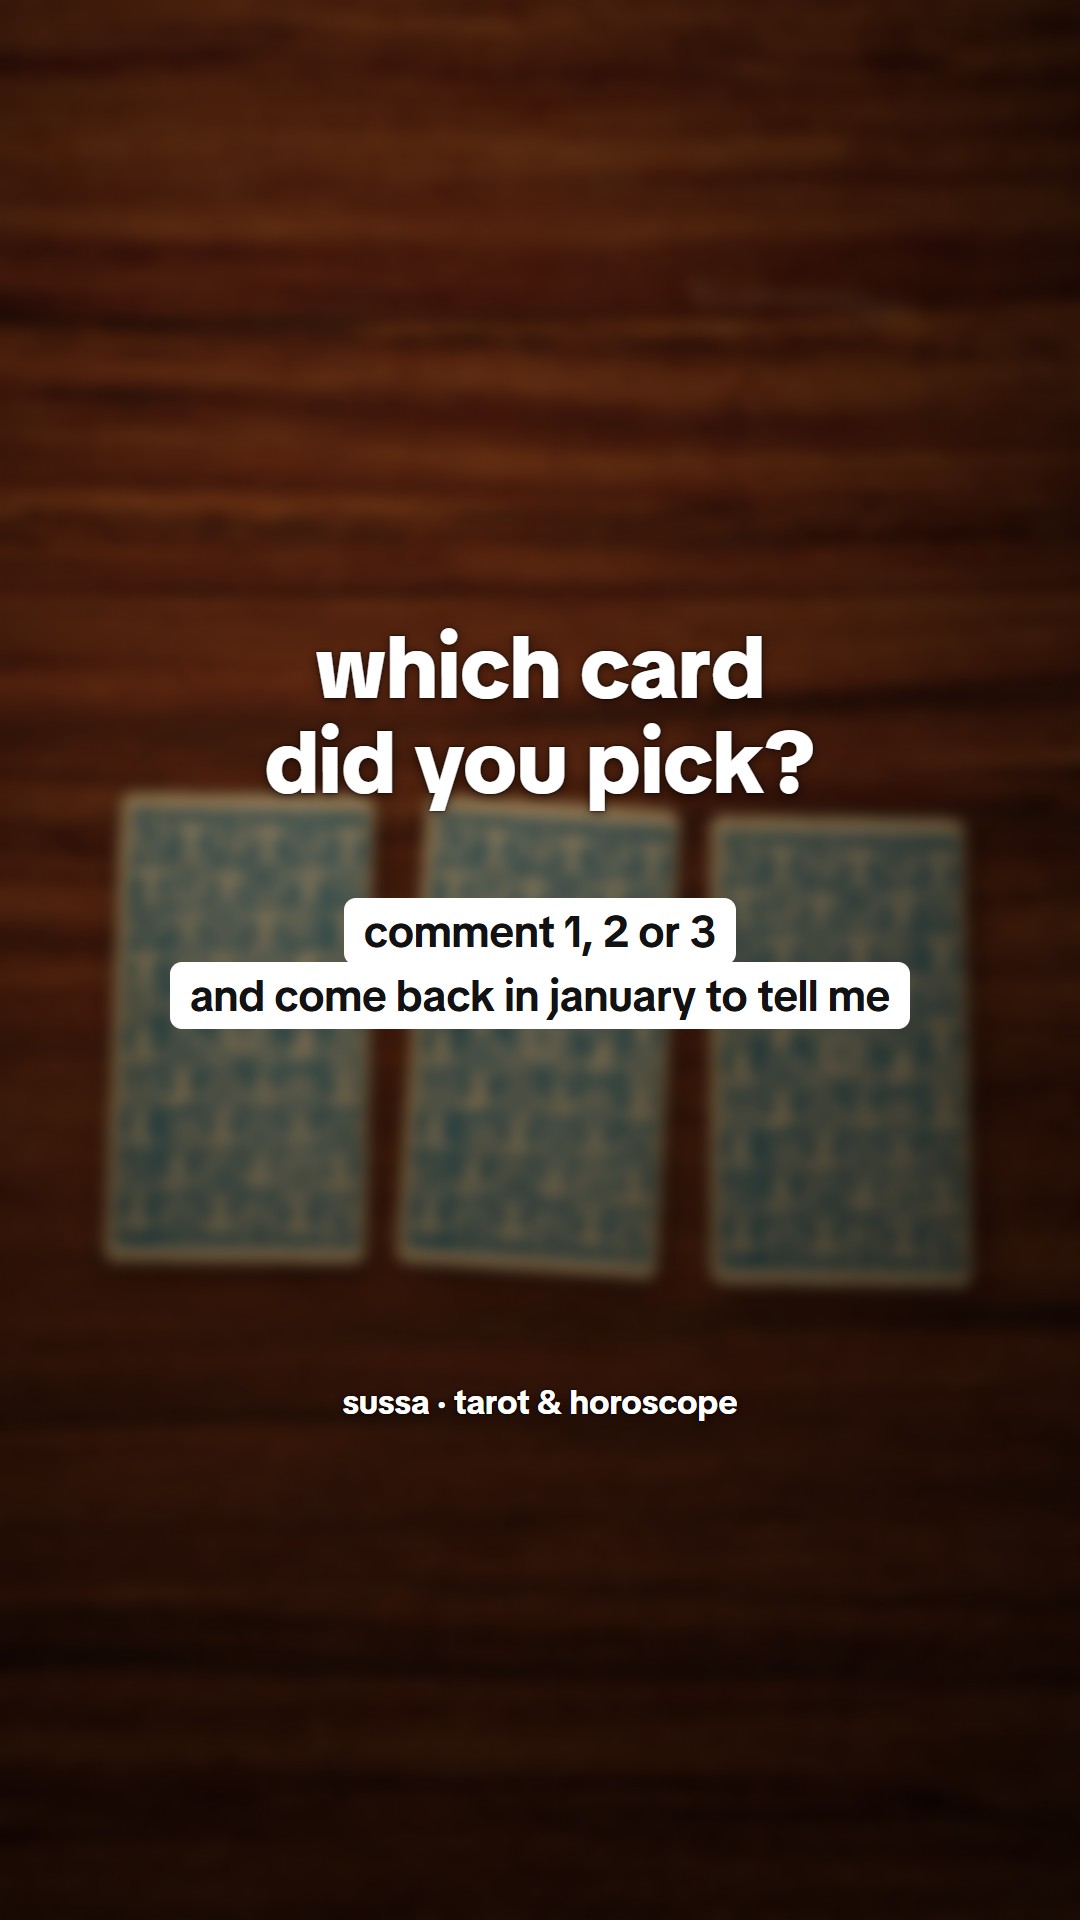 which card
did you pick?
comment 1, 2 or 3
and come back in january to tell me
sussa · tarot & horoscope